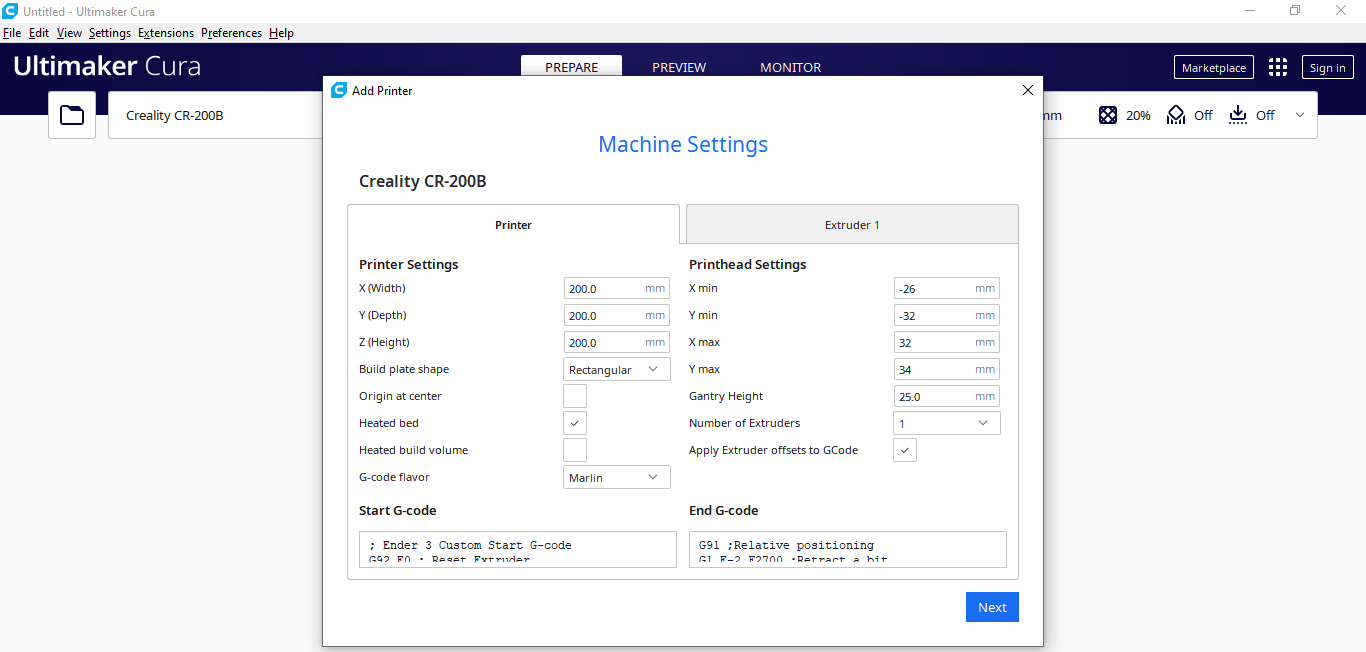 Untitled - Ultimaker Cura
File Edit View Settings Extensions Preferences Help
Ultimaker Cura
PREPARE
PREVIEW
MONITOR
Marketplace
Sign in
Creality CR-200B
mm
20%
Off
Off
Add Printer
Machine Settings
Creality CR-200B
Printer
Extruder 1
Printer Settings
X (Width) 200.0 mm
Y (Depth) 200.0 mm
Z (Height) 200.0 mm
Build plate shape Rectangular
Origin at center
Heated bed
Heated build volume
G-code flavor Marlin
Printhead Settings
X min -26 mm
Y min -32 mm
X max 32 mm
Y max 34 mm
Gantry Height 25.0 mm
Number of Extruders 1
Apply Extruder offsets to GCode
Start G-code
; Ender 3 Custom Start G-code
G92 E0 ; Reset Extruder
End G-code
G91 ;Relative positioning
G1 E-2 F2700 ;Retract a bit
Next